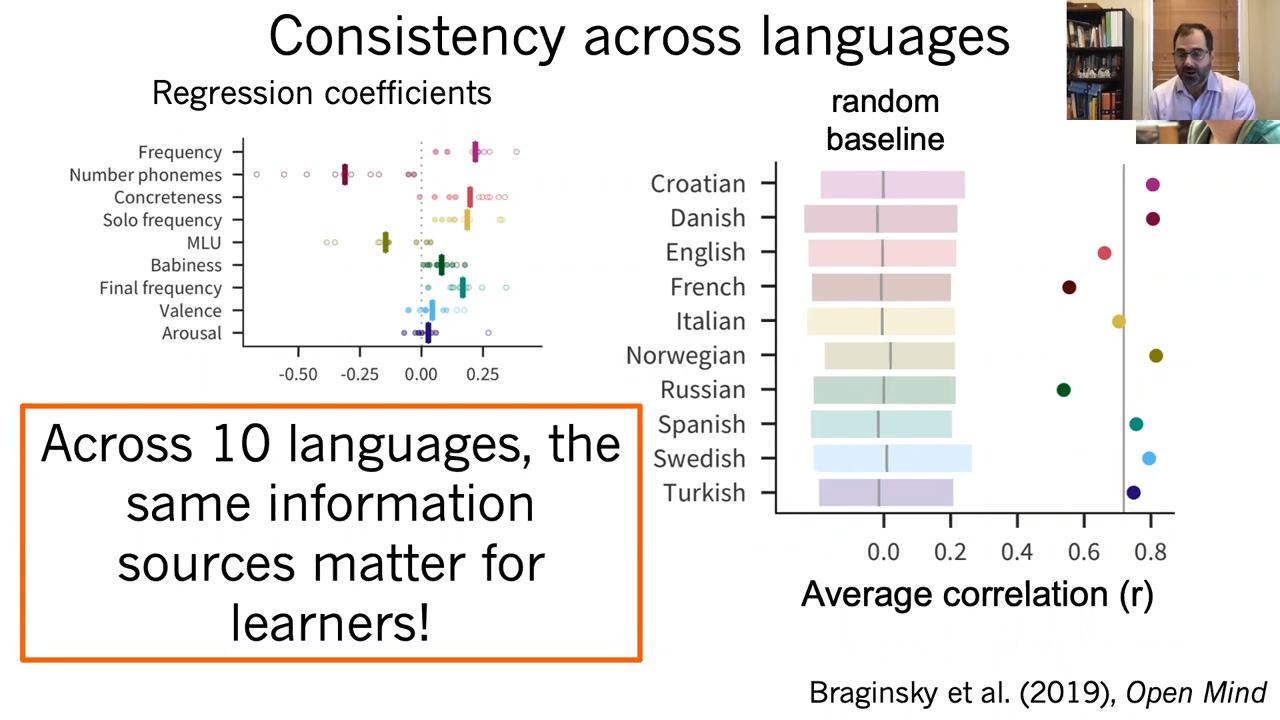 Consistency across languages
Regression coefficients
Frequency
Number phonemes
Concreteness
Solo frequency
MLU
Babiness
Final frequency
Valence
Arousal
-0.50 -0.25 0.00 0.25
Across 10 languages, the
same information
sources matter for
learners!
random
baseline
Croatian
Danish
English
French
Italian
Norwegian
Russian
Spanish
Swedish
Turkish
0.0 0.2 0.4 0.6 0.8
Average correlation (r)
Braginsky et al. (2019), Open Mind